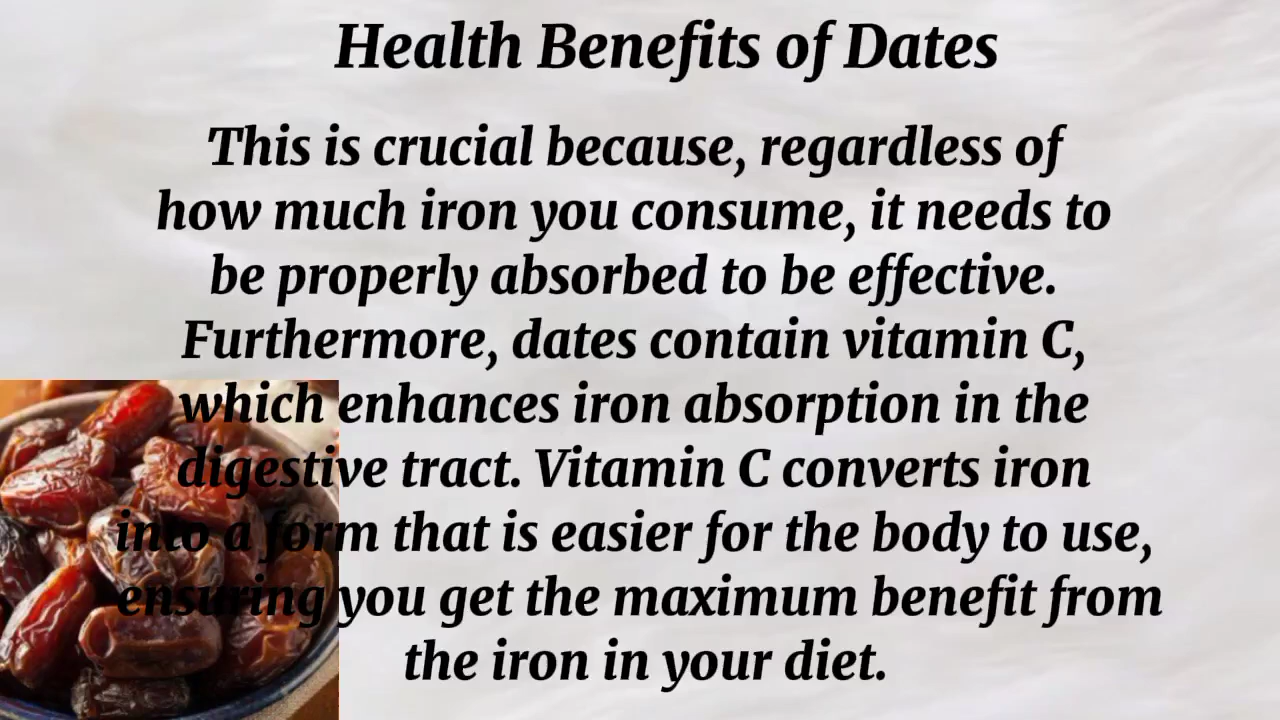 Health Benefits of Dates
This is crucial because, regardless of
how much iron you consume, it needs to
be properly absorbed to be effective.
Furthermore, dates contain vitamin C,
which enhances iron absorption in the
digestive tract. Vitamin C converts iron
into a form that is easier for the body to use,
ensuring you get the maximum benefit from
the iron in your diet.